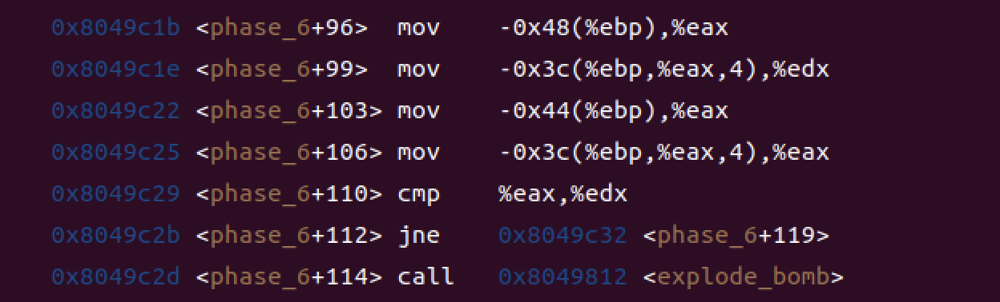 0x8049c1b <phase_6+96>  mov    -0x48(%ebp),%eax
0x8049c1e <phase_6+99>  mov    -0x3c(%ebp,%eax,4),%edx
0x8049c22 <phase_6+103> mov    -0x44(%ebp),%eax
0x8049c25 <phase_6+106> mov    -0x3c(%ebp,%eax,4),%eax
0x8049c29 <phase_6+110> cmp    %eax,%edx
0x8049c2b <phase_6+112> jne    0x8049c32 <phase_6+119>
0x8049c2d <phase_6+114> call   0x8049812 <explode_bomb>